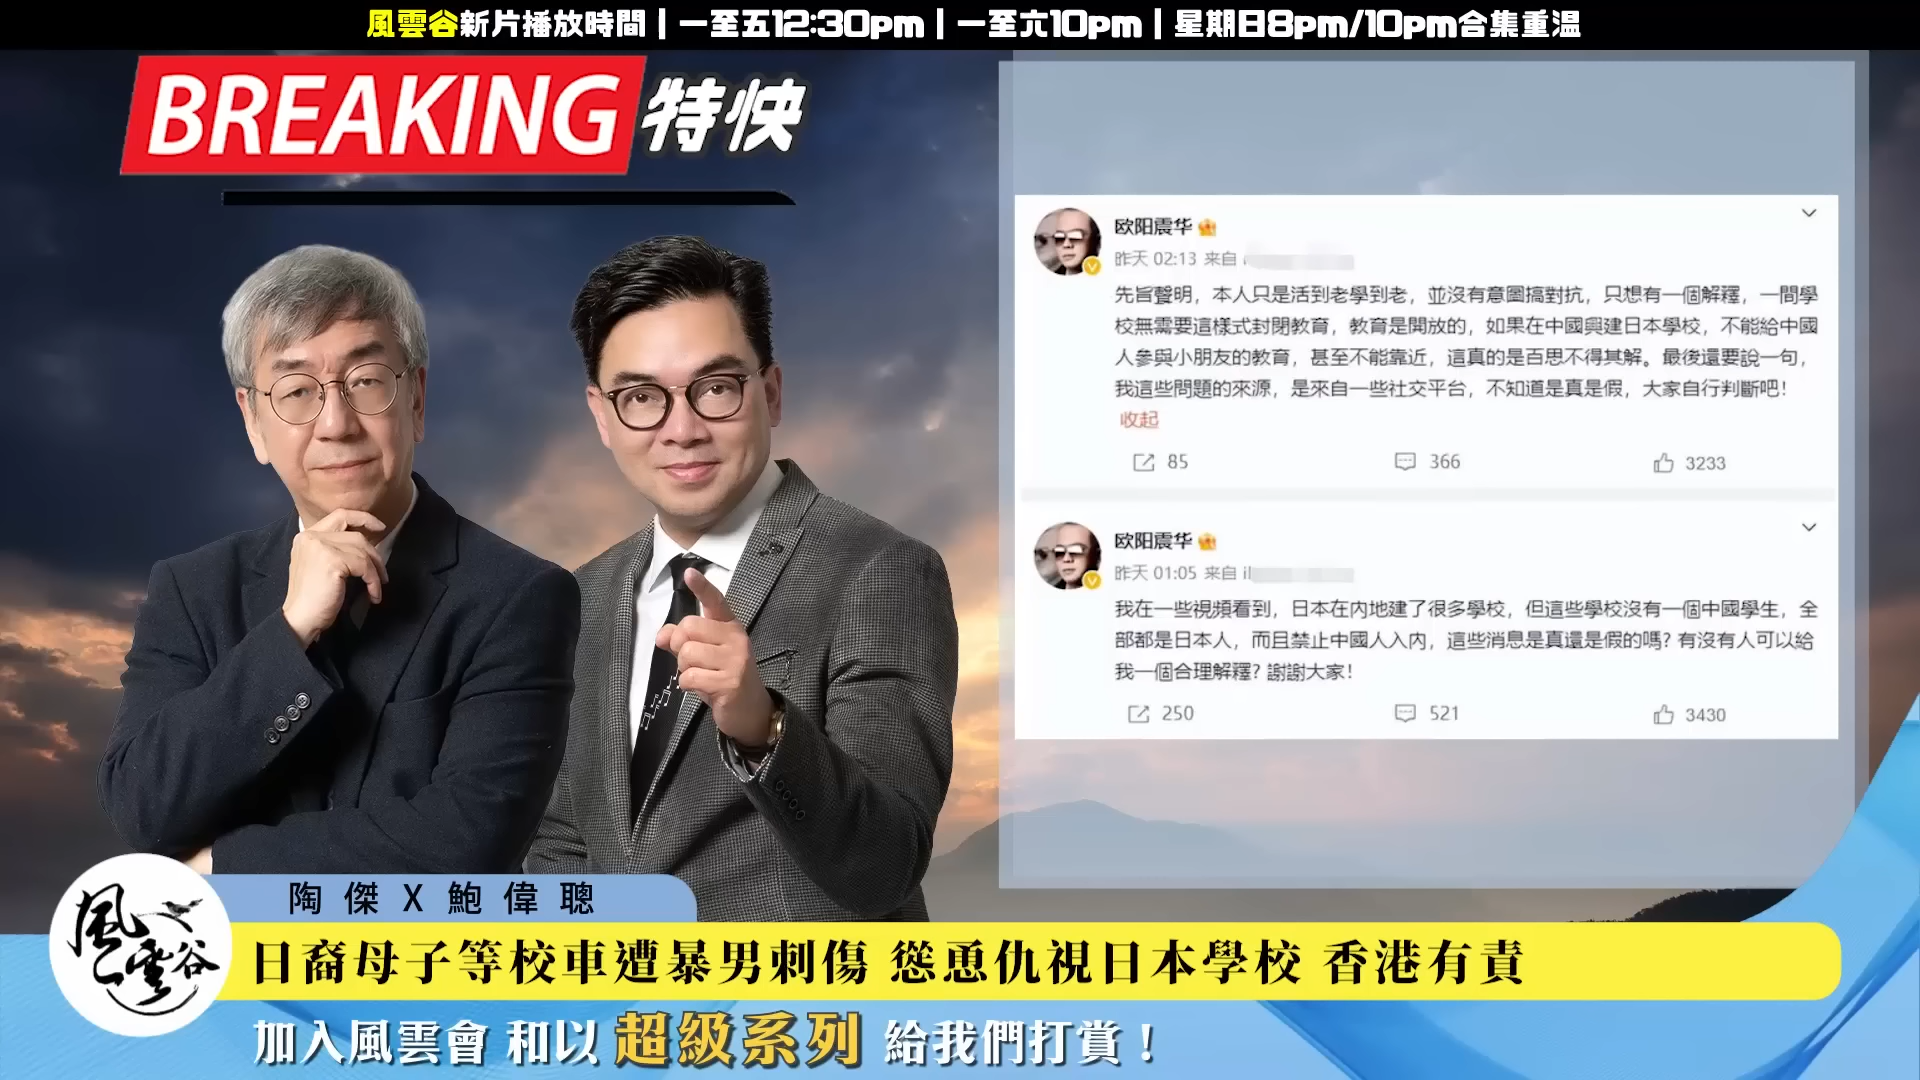 風雲谷新片播放時間 | 一至五12:30pm | 一至六10pm | 星期日8pm/10pm合集重溫
BREAKING 特快
欧阳震华
昨天 02:13 来自
先旨聲明，本人只是活到老學到老，並沒有意圖搞對抗，只想有一個解釋，一間學
校無需要這樣式封閉教育，教育是開放的，如果在中國興建日本學校，不能給中國
人參與小朋友的教育，甚至不能靠近，這真的是百思不得其解。最後還要說一句，
我這些問題的來源，是來自一些社交平台，不知道是真是假，大家自行判斷吧！
收起
85 366 3233
欧阳震华
昨天 01:05 来自
我在一些視頻看到，日本在內地建了很多學校，但這些學校沒有一個中國學生，全
部都是日本人，而且禁止中國人入內，這些消息是真還是假的嗎? 有沒有人可以給
我一個合理解釋? 謝謝大家！
250 521 3430
陶傑 X 鮑偉聰
風雲谷
日裔母子等校車遭暴男刺傷 慫恿仇視日本學校 香港有責
加入風雲會 和以 超級系列 給我們打賞！